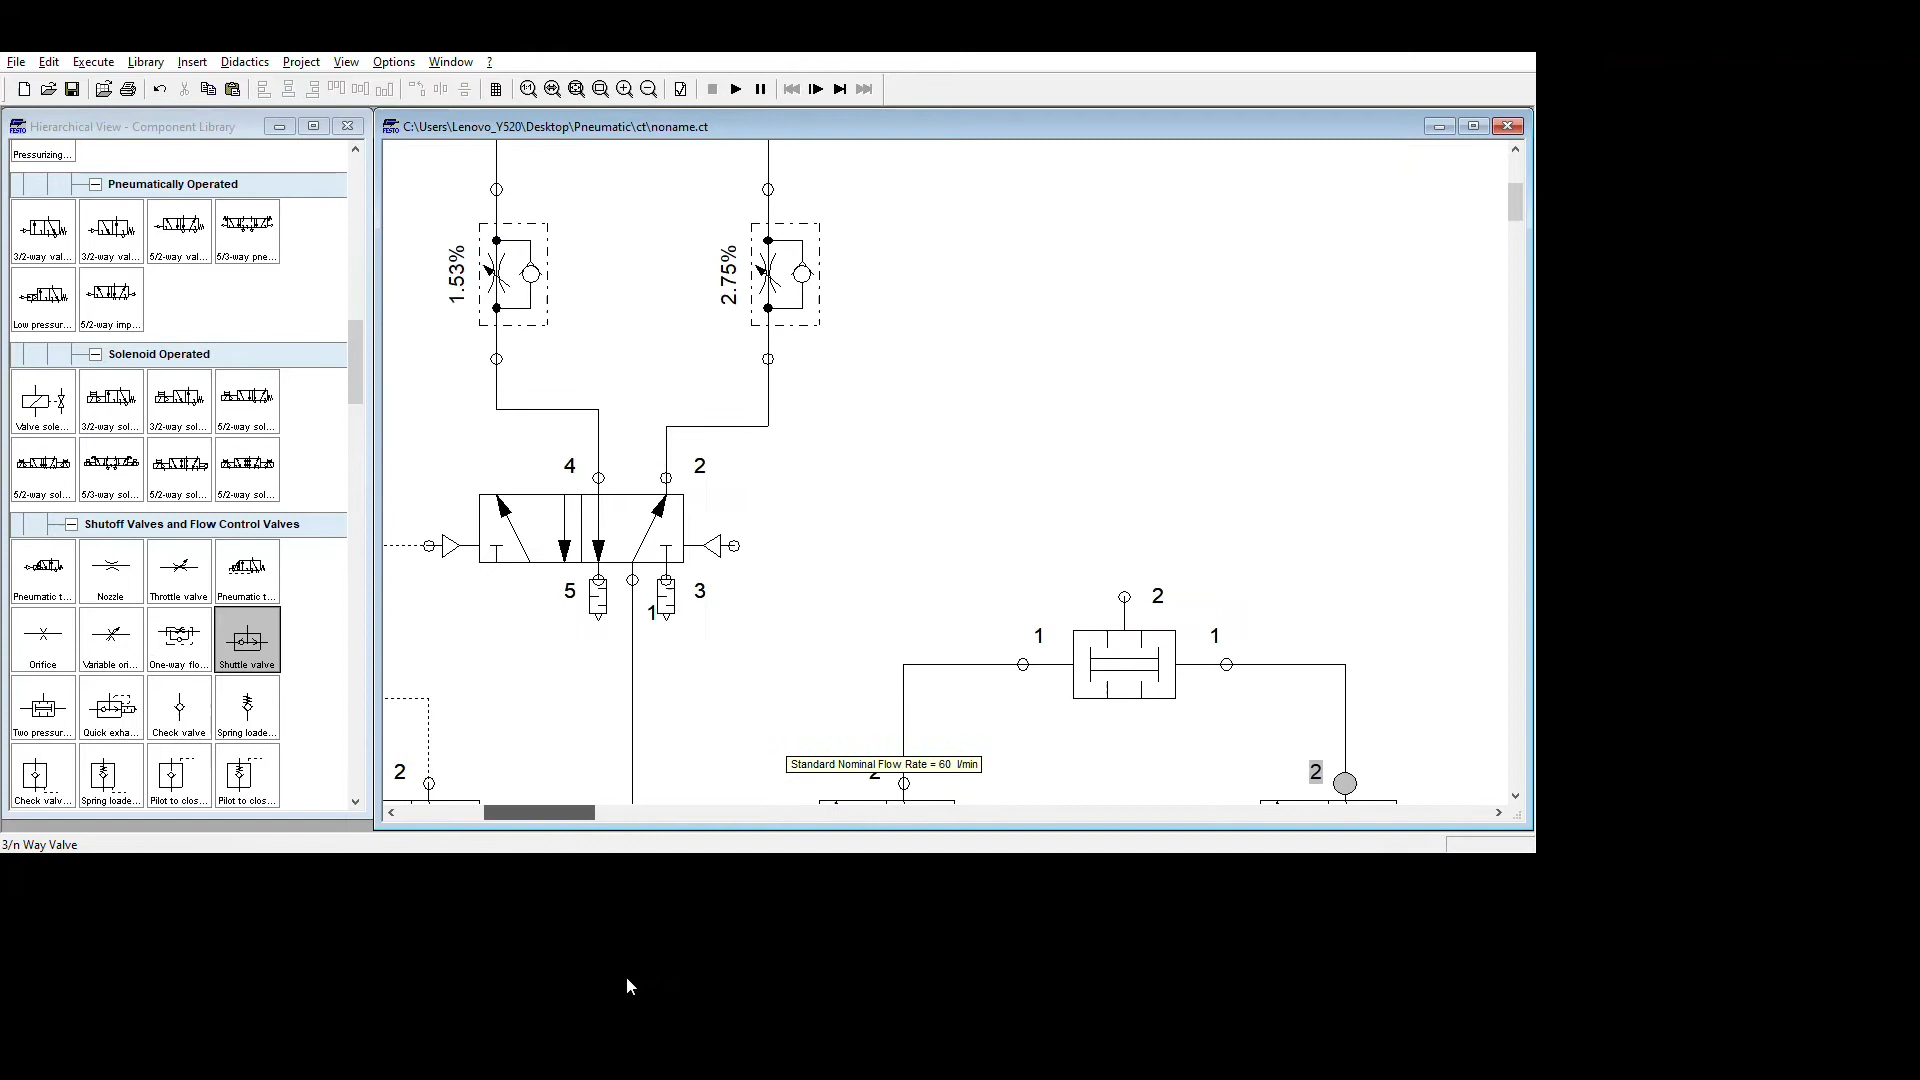 File Edit Execute Library Insert Didactics Project View Options Window ?
Hierarchical View - Component Library
C:\Users\Lenovo_Y520\Desktop\Pneumatic\ct\noname.ct
Pressurizing...
Pneumatically Operated
3/2-way val... 3/2-way val... 5/2-way val... 5/3-way pne...
Low pressur... 5/2-way imp...
Solenoid Operated
Valve sole... 3/2-way sol... 3/2-way sol... 5/2-way sol...
5/2-way sol... 5/3-way sol... 5/2-way sol... 5/2-way sol...
Shutoff Valves and Flow Control Valves
Pneumatic t... Nozzle Throttle valve Pneumatic t...
Orifice Variable ori... One-way flo... Shuttle valve
Two pressur... Quick exha... Check valve Spring loade...
Check valv... Spring loade... Pilot to clos... Pilot to clos...
1.53% 2.75%
4 2
5 1 3
2
1 1
Standard Nominal Flow Rate = 60 l/min
2 2 2
3/n Way Valve